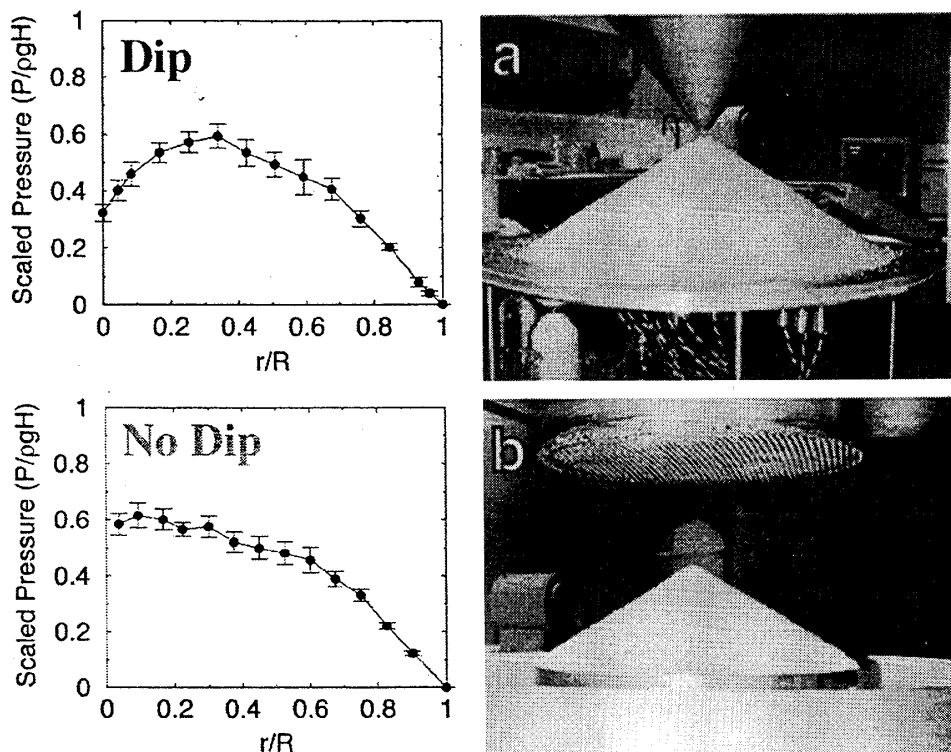 Dip
Scaled Pressure (P/ρgH)
1
0.8
0.6
0.4
0.2
0
0 0.2 0.4 0.6 0.8 1
r/R
a
No Dip
Scaled Pressure (P/ρgH)
1
0.8
0.6
0.4
0.2
0
0.2 0.4 0.6 0.8 1
r/R
b